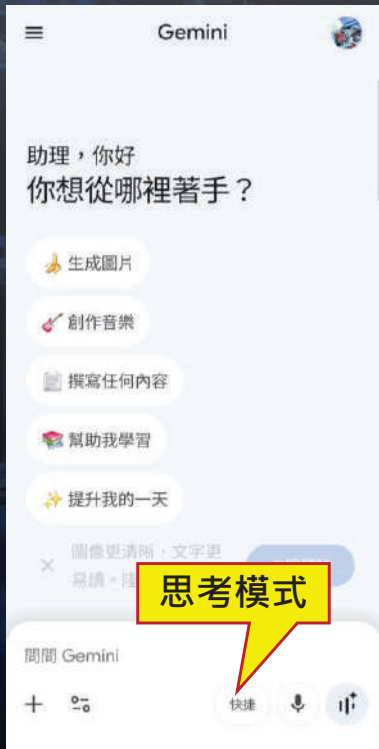 Gemini
助理，你好
你想從哪裡著手？
生成圖片
創作音樂
撰寫任何內容
幫助我學習
提升我的一天
圖像更清晰，文字更
易讀。
思考模式
問問 Gemini
快捷